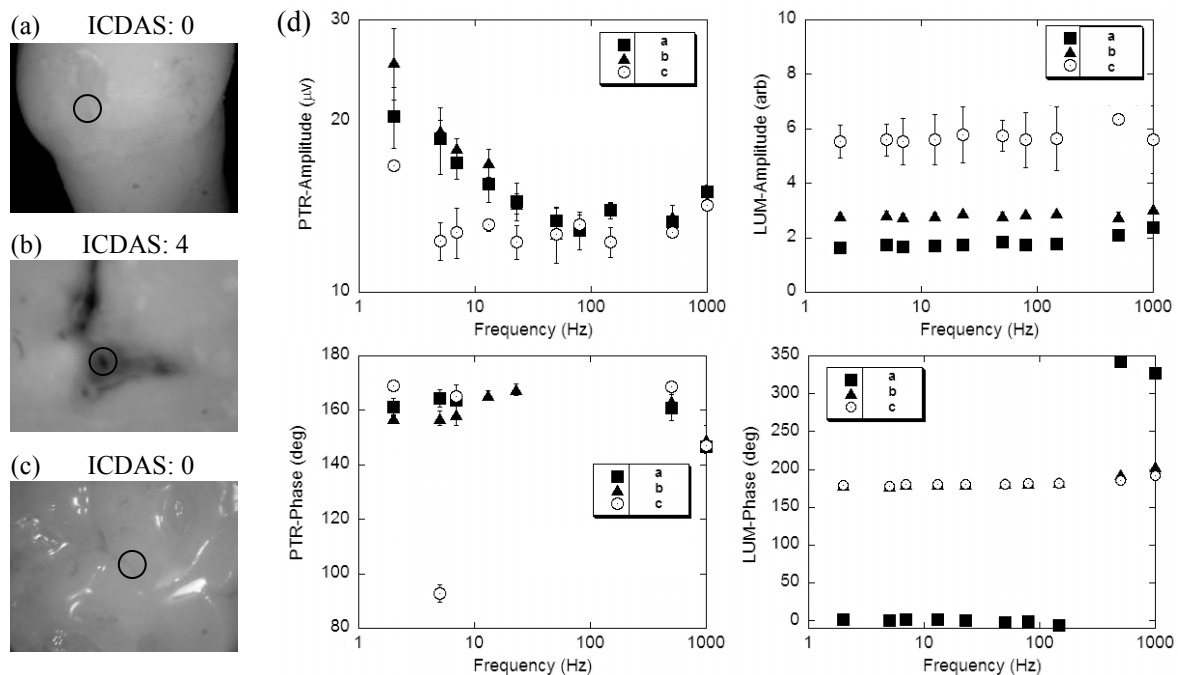 (a) ICDAS: 0
(b) ICDAS: 4
(c) ICDAS: 0
(d)
30
20
10
PTR-Amplitude (µv)
a
b
c
1 10 100 1000
Frequency (Hz)
10
8
6
4
2
0
LUM-Amplitude (arb)
a
b
c
1 10 100 1000
Frequency (Hz)
180
160
140
120
100
80
PTR-Phase (deg)
a
b
c
1 10 100 1000
Frequency (Hz)
350
300
250
200
150
100
50
0
LUM-Phase (deg)
a
b
c
1 10 100 1000
Frequency (Hz)